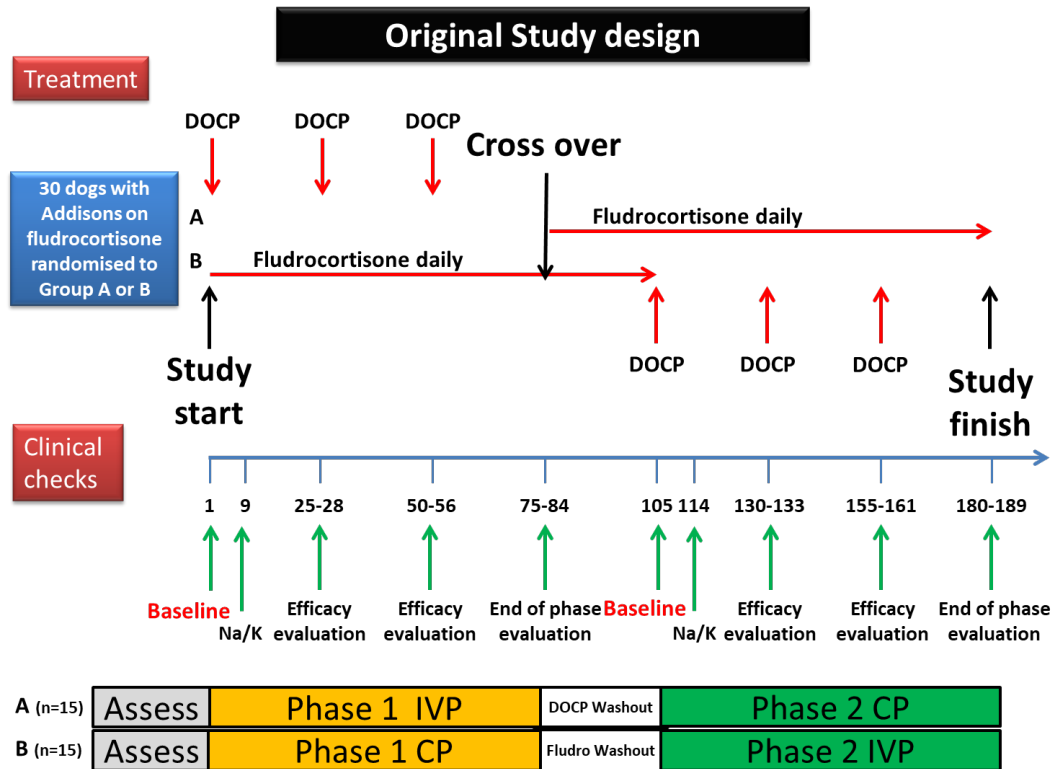 Original Study design
Treatment
DOCP DOCP DOCP
Cross over
30 dogs with
Addisons on
fludrocortisone
randomised to
Group A or B
A
Fludrocortisone daily
B
Fludrocortisone daily
DOCP DOCP DOCP
Study
start
Study
finish
Clinical
checks
1 9 25-28 50-56 75-84 105 114 130-133 155-161 180-189
Baseline
Na/K
Efficacy
evaluation
Efficacy
evaluation
End of phase
evaluation
Baseline
Na/K
Efficacy
evaluation
Efficacy
evaluation
End of phase
evaluation
A (n=15) Assess Phase 1 IVP DOCP Washout Phase 2 CP
B (n=15) Assess Phase 1 CP Fludro Washout Phase 2 IVP